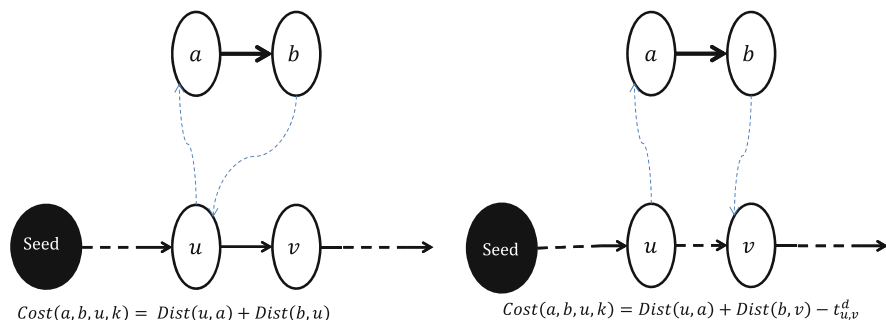 a b a b
Seed u v Seed u v
Cost(a, b, u, k) = Dist(u, a) + Dist(b, u)
Cost(a, b, u, k) = Dist(u, a) + Dist(b, v) − t^d_{u,v}